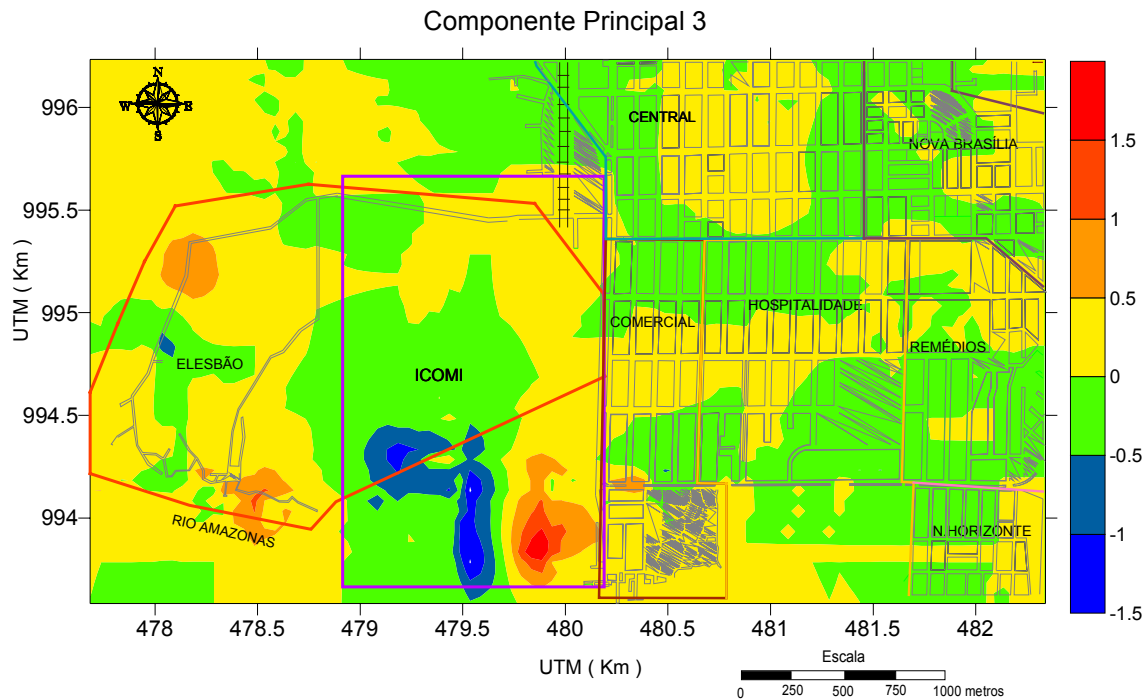 Componente Principal 3
N
W E
S
996
995.5
995
994.5
994
UTM ( Km )
CENTRAL
NOVA BRASÍLIA
COMERCIAL
HOSPITALIDADE
REMÉDIOS
ELESBÃO
ICOMI
RIO AMAZONAS
N.HORIZONTE
1.5
1
0.5
0
-0.5
-1
-1.5
478 478.5 479 479.5 480 480.5 481 481.5 482
UTM ( Km )
Escala
0 250 500 750 1000 metros